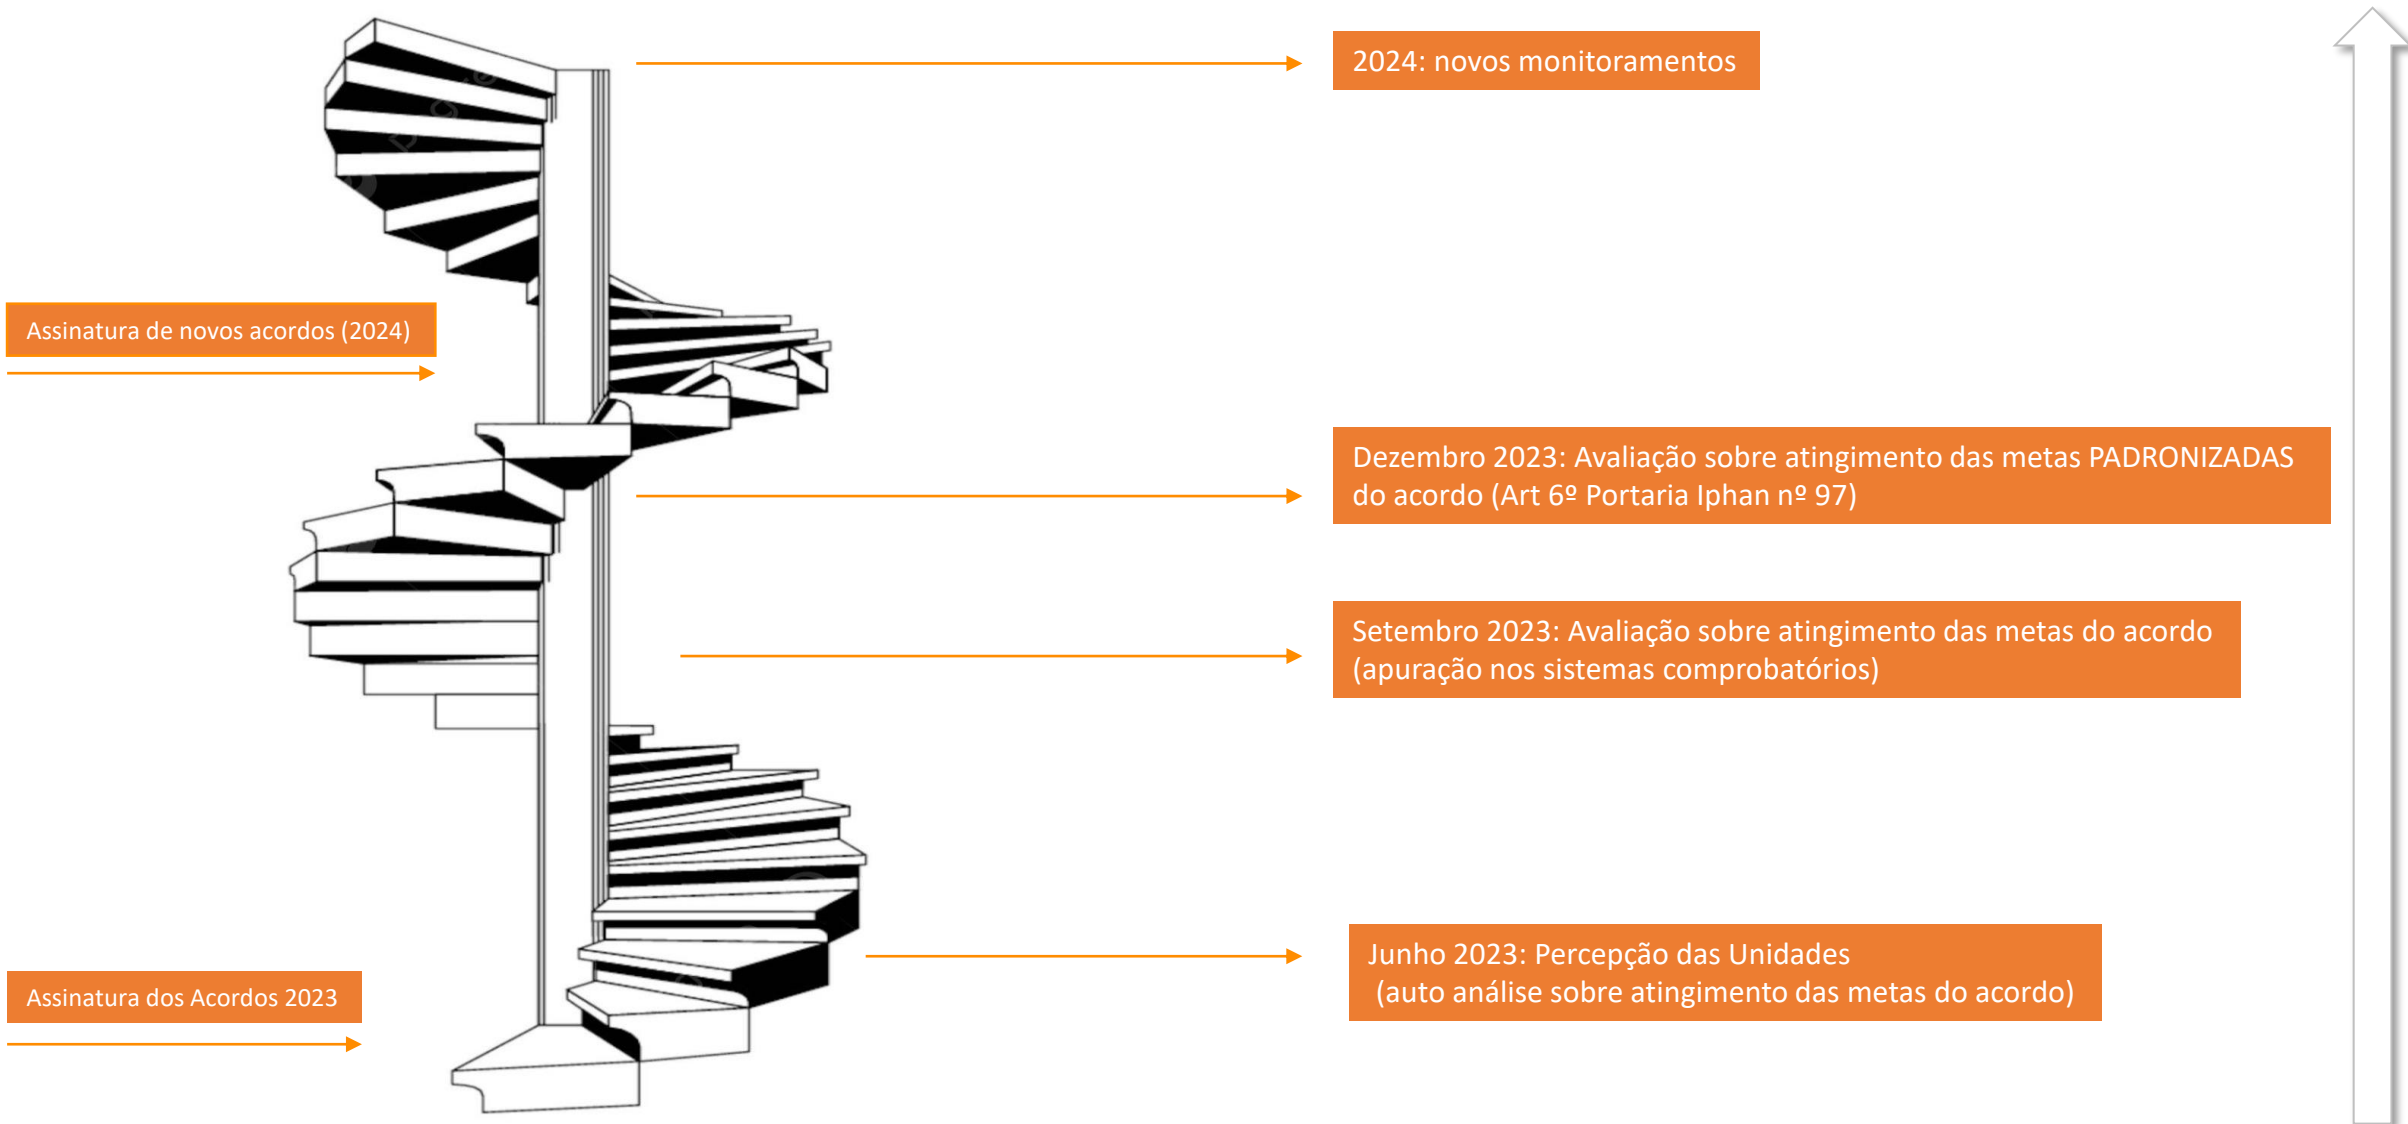 2024: novos monitoramentos
Assinatura de novos acordos (2024)
Dezembro 2023: Avaliação sobre atingimento das metas PADRONIZADAS
do acordo (Art 6º Portaria Iphan nº 97)
Setembro 2023: Avaliação sobre atingimento das metas do acordo
(apuração nos sistemas comprobatórios)
Junho 2023: Percepção das Unidades
(auto análise sobre atingimento das metas do acordo)
Assinatura dos Acordos 2023